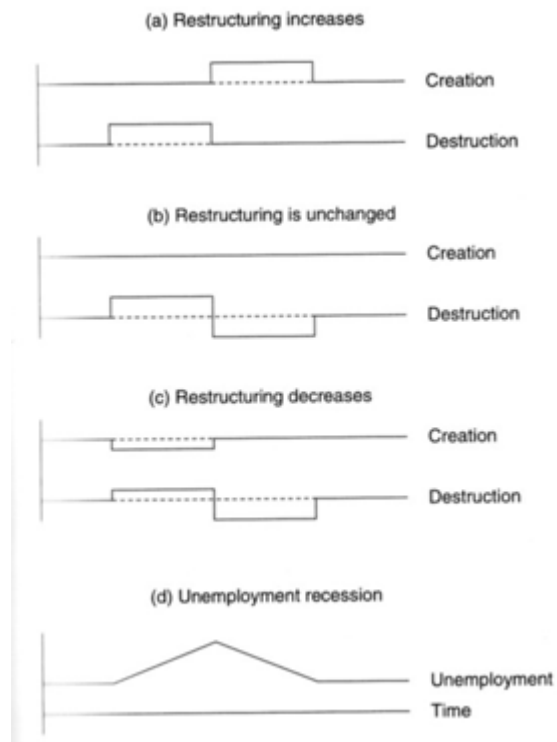 (a) Restructuring increases
Creation
Destruction
(b) Restructuring is unchanged
Creation
Destruction
(c) Restructuring decreases
Creation
Destruction
(d) Unemployment recession
Unemployment
Time